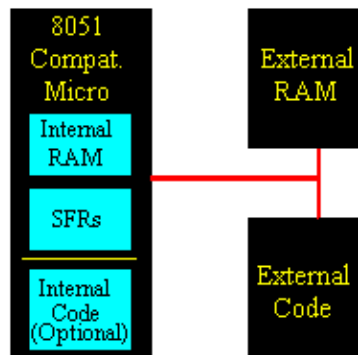 8051
Compat.
Micro
Internal
RAM
SFRs
Internal
Code
(Optional)
External
RAM
External
Code